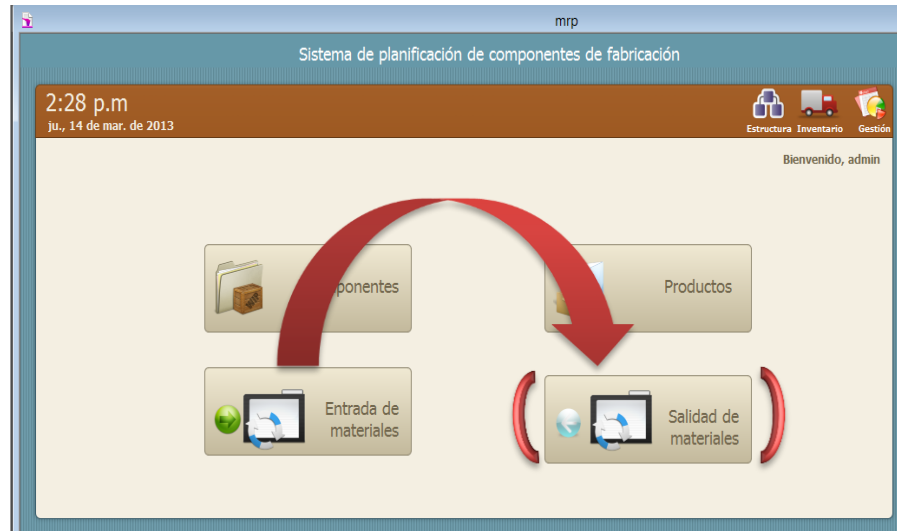 mrp
Sistema de planificación de componentes de fabricación
2:28 p.m
ju., 14 de mar. de 2013
Estructura Inventario Gestión
Bienvenido, admin
ponentes
Productos
Entrada de
materiales
Salidad de
materiales